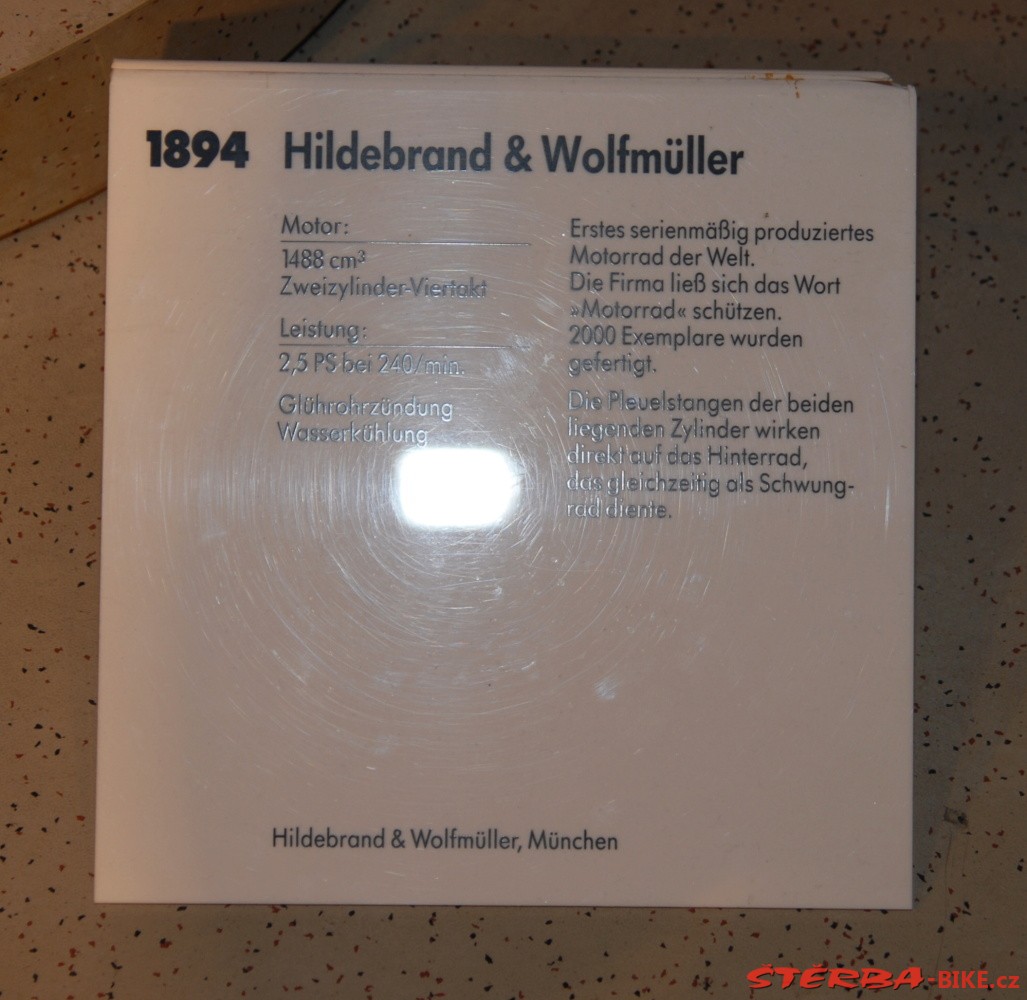 1894 Hildebrand & Wolfmüller
Motor:
1488 cm³
Zweizylinder-Viertakt
Leistung:
2,5 PS bei 240/min.
Glührohrzündung
Wasserkühlung
Erstes serienmäßig produziertes
Motorrad der Welt.
Die Firma ließ sich das Wort
»Motorrad« schützen.
2000 Exemplare wurden
gefertigt.
Die Pleuelstangen der beiden
liegenden Zylinder wirken
direkt auf das Hinterrad,
das gleichzeitig als Schwung-
rad diente.
Hildebrand & Wolfmüller, München
ŠTĚRBA-BIKE.cz